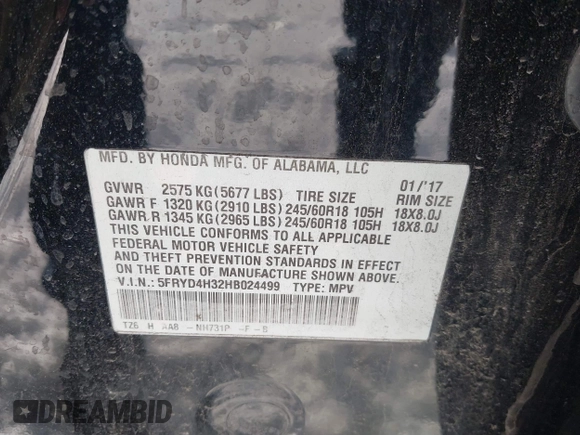 MFD. BY HONDA MFG. OF ALABAMA, LLC 01/'17
GVWR 2575 KG (5677 LBS) TIRE SIZE RIM SIZE
GAWR F 1320 KG (2910 LBS) 245/60R18 105H 18X8.0J
GAWR R 1345 KG (2965 LBS) 245/60R18 105H 18X8.0J
THIS VEHICLE CONFORMS TO ALL APPLICABLE
FEDERAL MOTOR VEHICLE SAFETY
AND THEFT PREVENTION STANDARDS IN EFFECT
ON THE DATE OF MANUFACTURE SHOWN ABOVE.
V.I.N.: 5FRYD4H32HB024499 TYPE: MPV
TZ6 H NH731P
DREAMBID